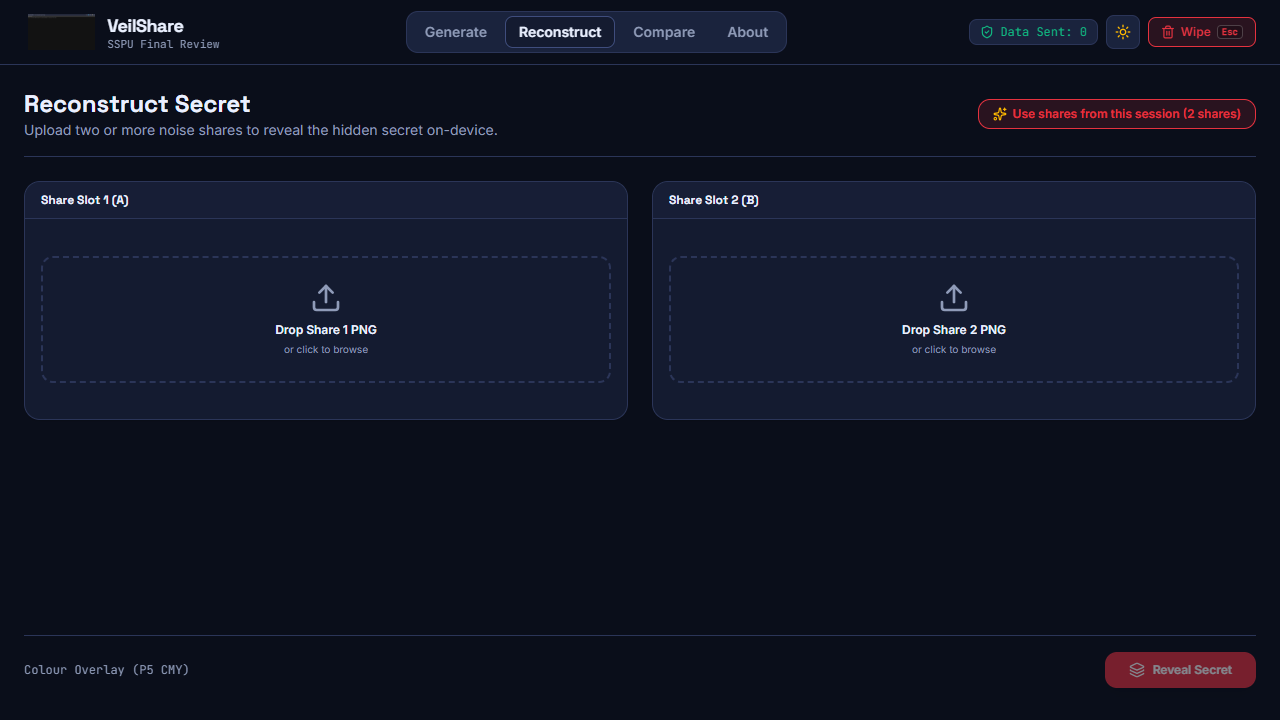 VeilShare
SSPU Final Review
Generate
Reconstruct
Compare
About
Data Sent: 0
Wipe Esc
Reconstruct Secret
Upload two or more noise shares to reveal the hidden secret on-device.
Use shares from this session (2 shares)
Share Slot 1 (A)
Drop Share 1 PNG
or click to browse
Share Slot 2 (B)
Drop Share 2 PNG
or click to browse
Colour Overlay (P5 CMY)
Reveal Secret